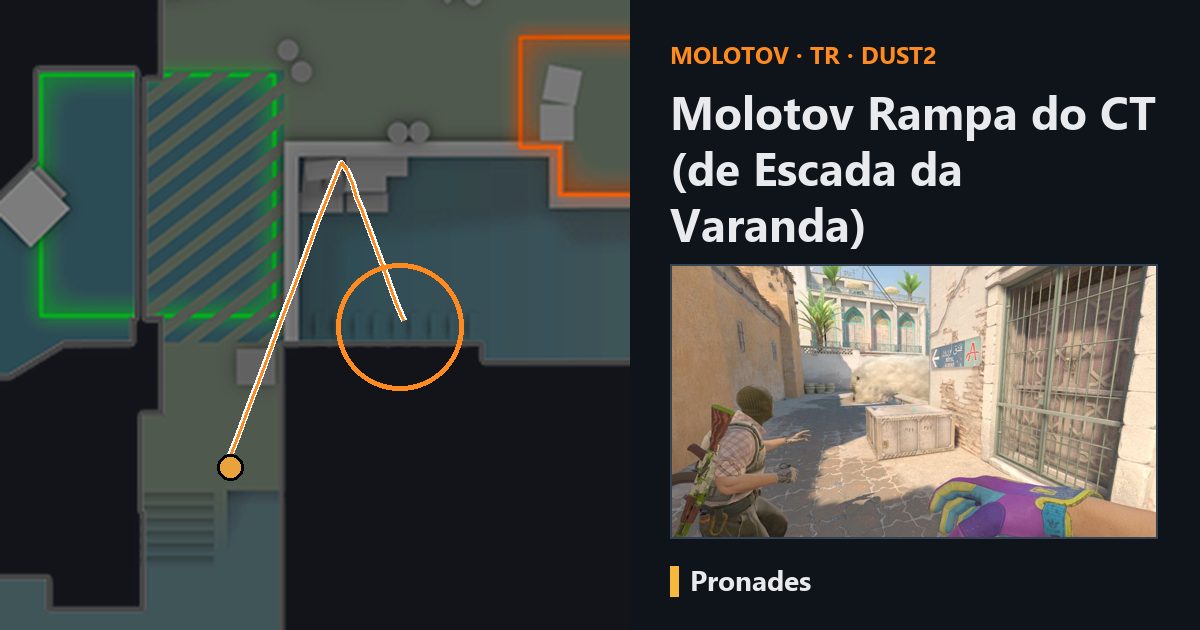 MOLOTOV · TR · DUST2
Molotov Rampa do CT
(de Escada da
Varanda)
A
Pronades